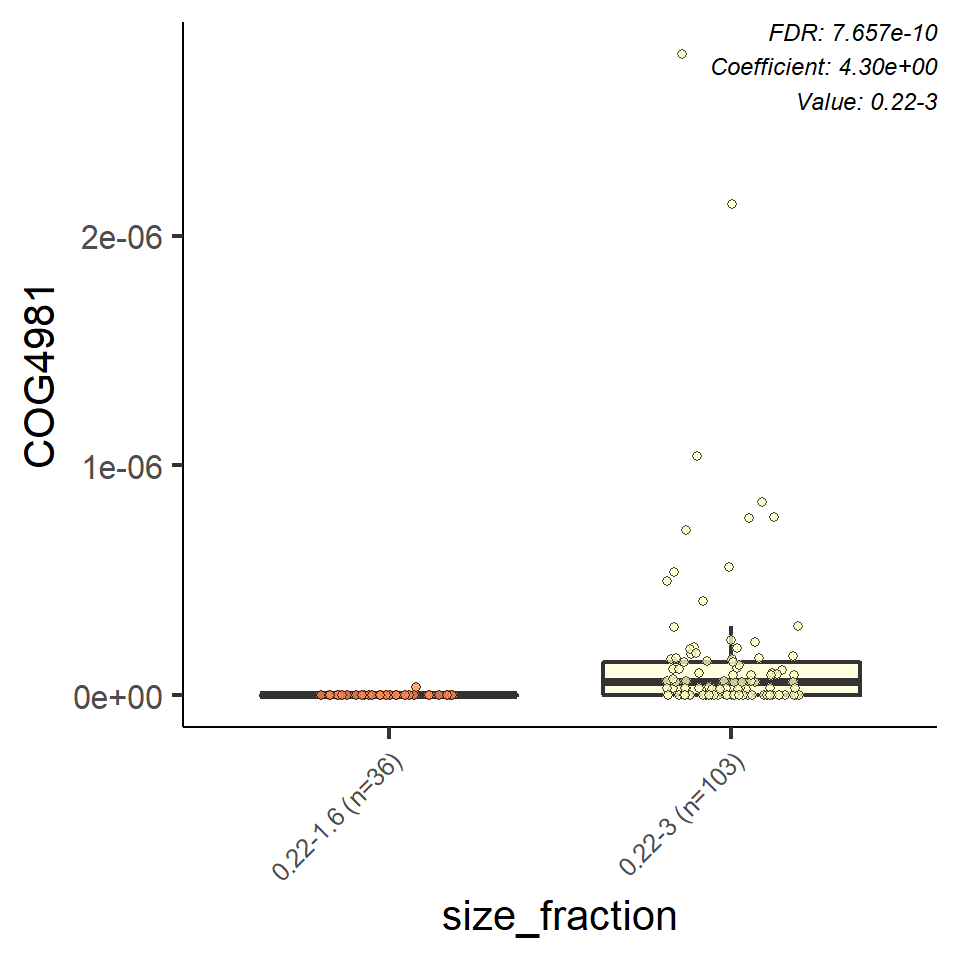 FDR: 7.657e-10
Coefficient: 4.30e+00
Value: 0.22-3
COG4981
2e-06
1e-06
0e+00
0.22-1.6 (n=36)
0.22-3 (n=103)
size_fraction